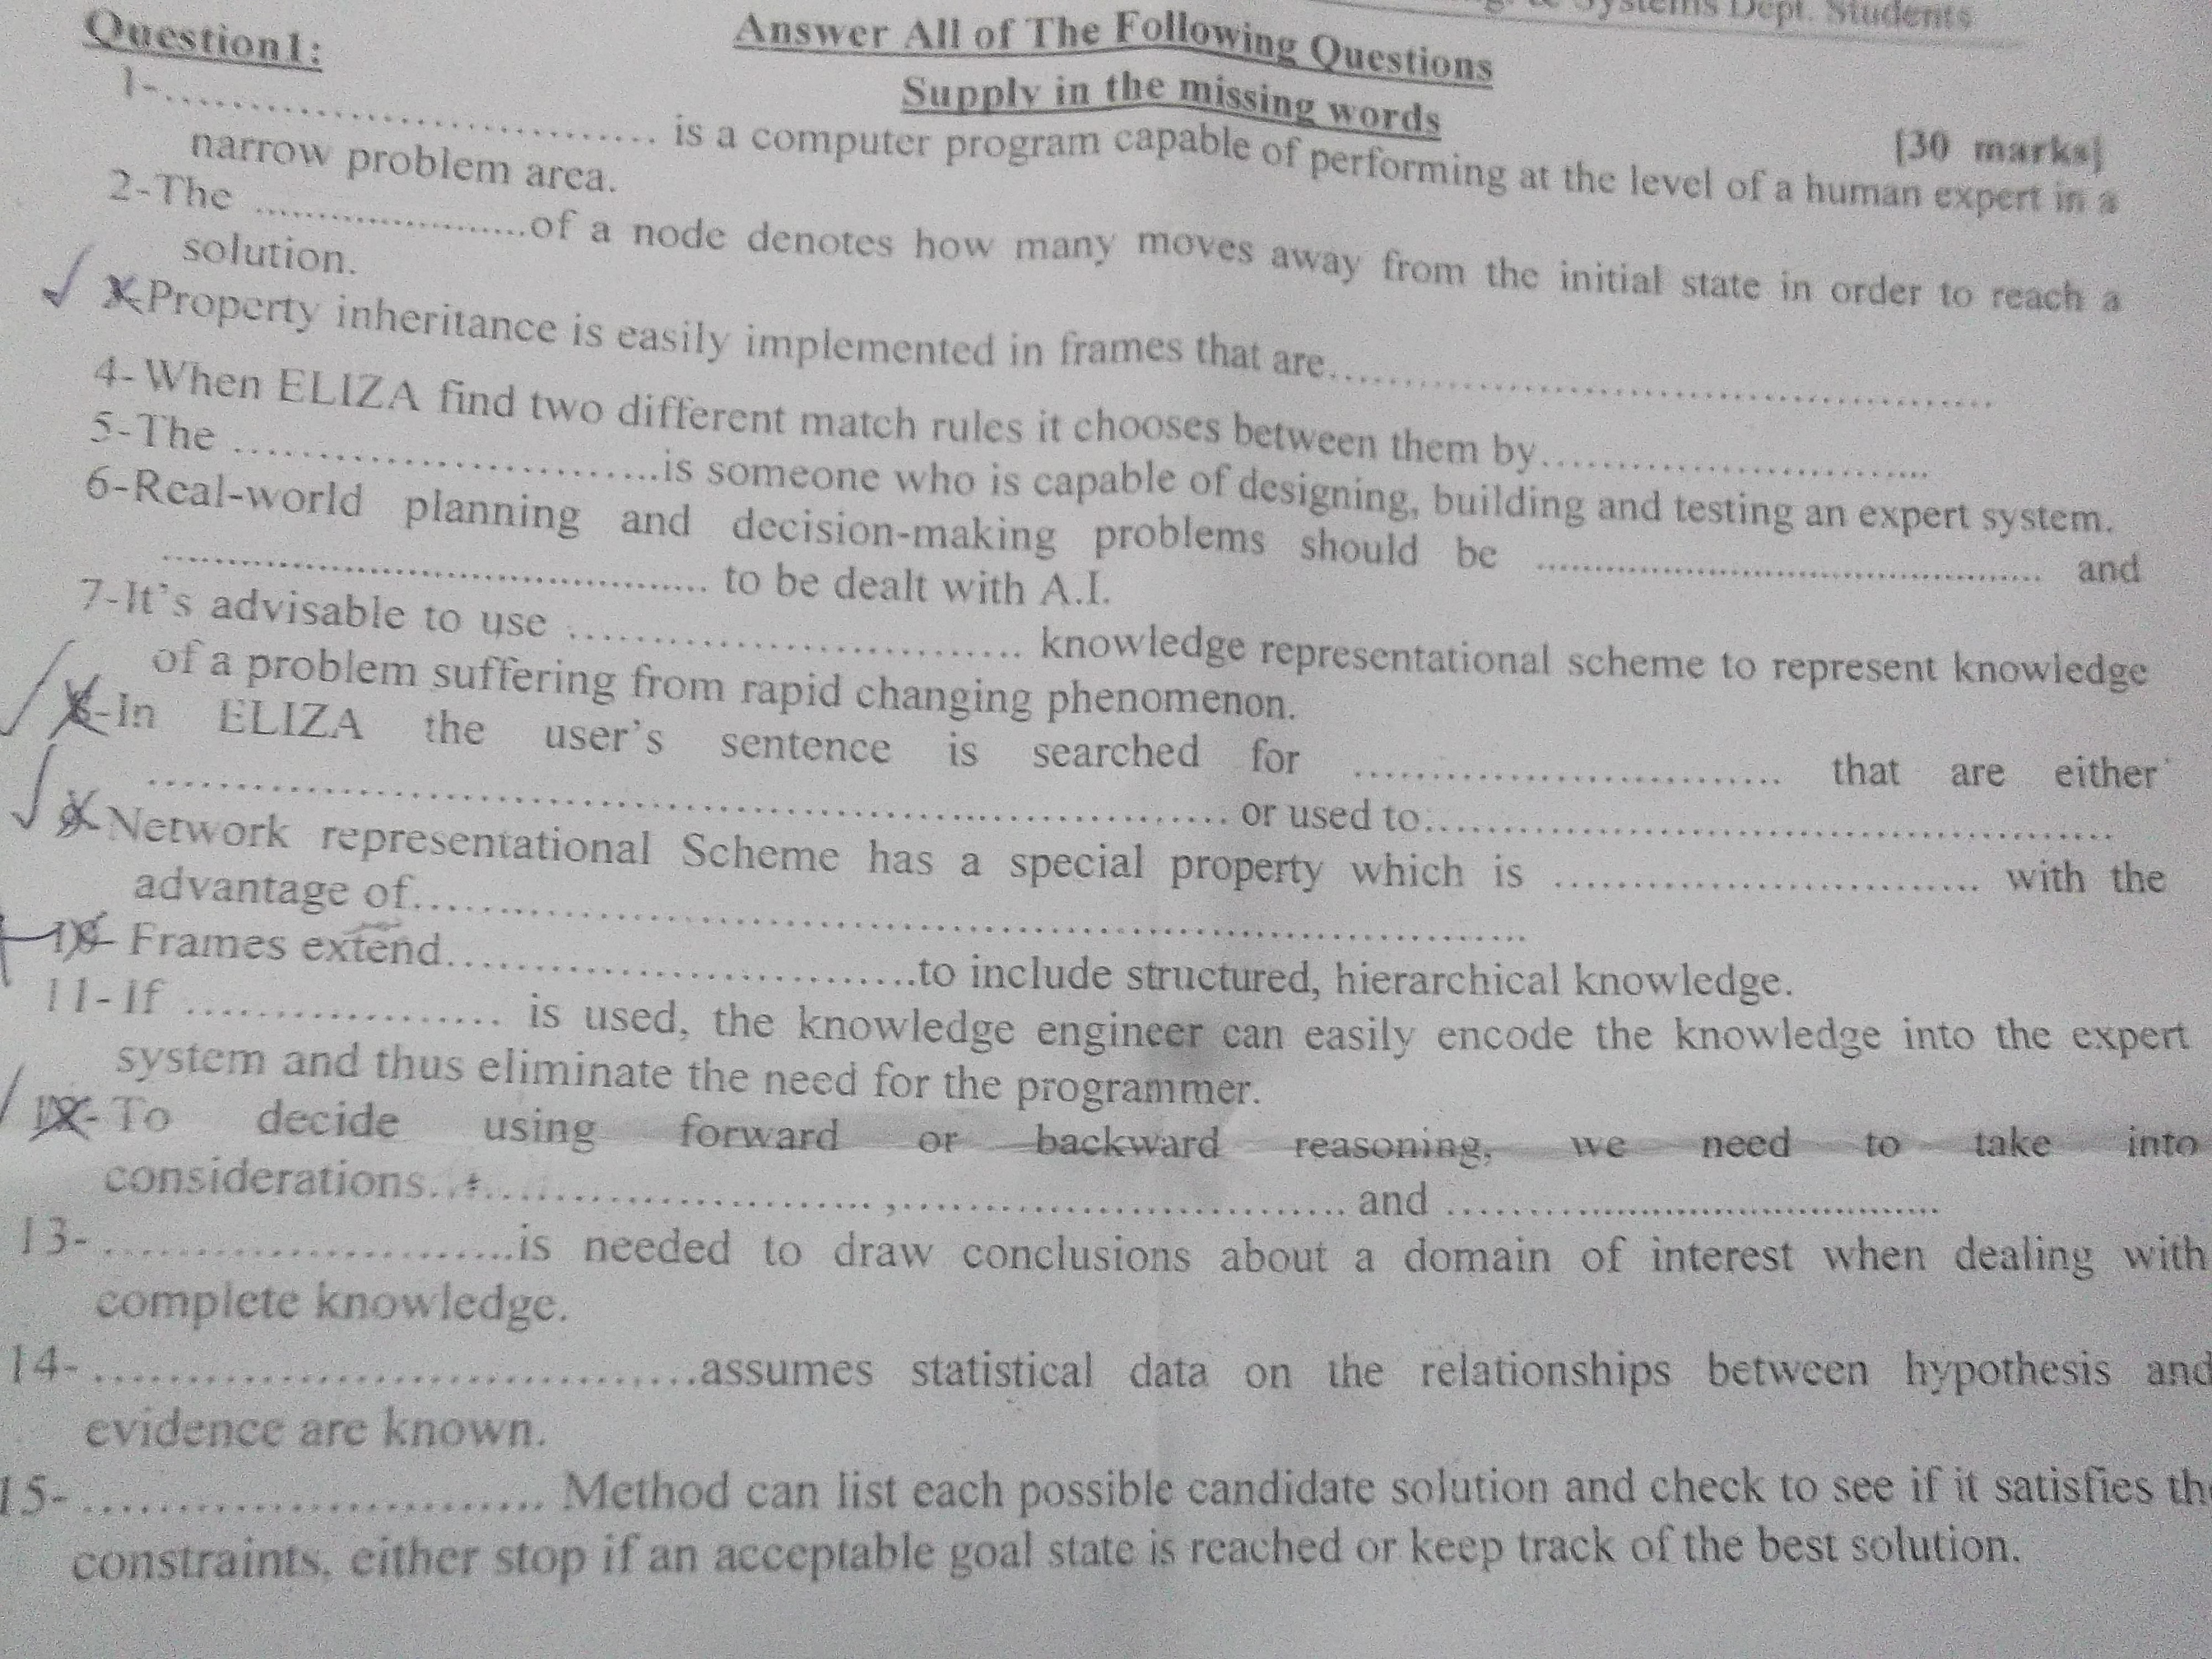 Systems Dept. Students
Answer All of The Following Questions
Question1:
Supply in the missing words
[30 marks]
1-.............................. is a computer program capable of performing at the level of a human expert in a
narrow problem area.
2-The ......................of a node denotes how many moves away from the initial state in order to reach a
solution.
-Property inheritance is easily implemented in frames that are..........................................
4- When ELIZA find two different match rules it chooses between them by..........................
5-The ..........................is someone who is capable of designing, building and testing an expert system.
6-Real-world planning and decision-making problems should be .......................................... and
.............................................. to be dealt with A.I.
7-It's advisable to use .............................. knowledge representational scheme to represent knowledge
of a problem suffering from rapid changing phenomenon.
8-In ELIZA the user's sentence is searched for .............................. that are either
........................................................................ or used to..............................................
9-Network representational Scheme has a special property which is .............................. with the
advantage of........................................................................
10- Frames extend..............................to include structured, hierarchical knowledge.
11-If .................... is used, the knowledge engineer can easily encode the knowledge into the expert
system and thus eliminate the need for the programmer.
12-To decide using forward or backward reasoning, we need to take into
considerations.............................,.............................. and ..................................
13-..........................is needed to draw conclusions about a domain of interest when dealing with
complete knowledge.
14- ....................................assumes statistical data on the relationships between hypothesis and
evidence are known.
15- ............................ Method can list each possible candidate solution and check to see if it satisfies the
constraints, either stop if an acceptable goal state is reached or keep track of the best solution.